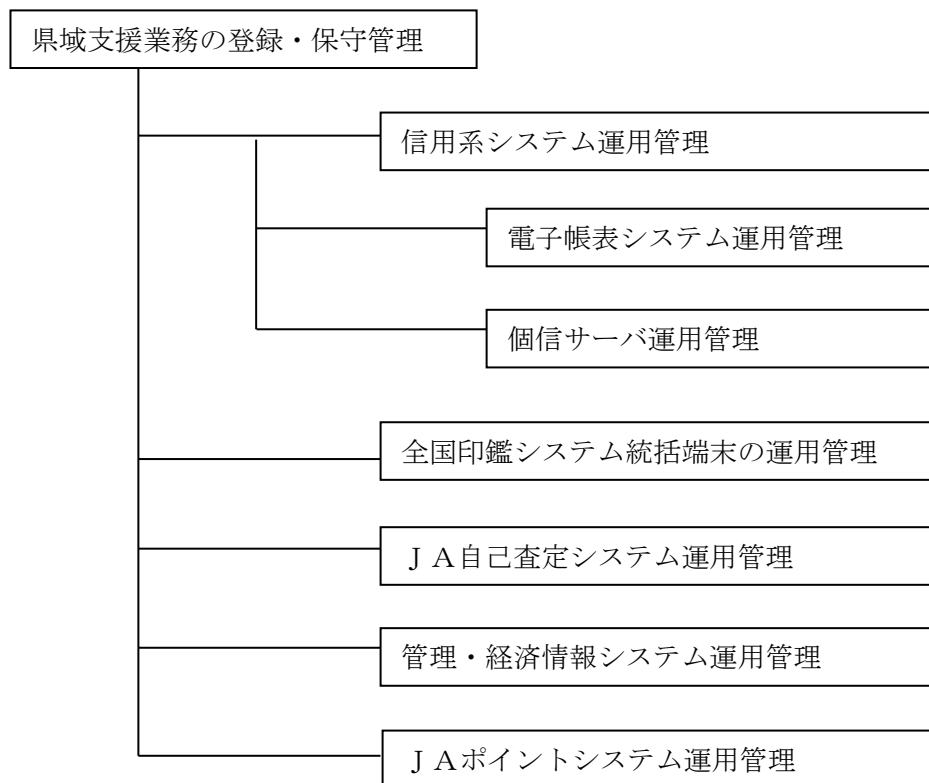 県域支援業務の登録・保守管理
信用系システム運用管理
電子帳表システム運用管理
個信サーバ運用管理
全国印鑑システム統括端末の運用管理
ＪＡ自己査定システム運用管理
管理・経済情報システム運用管理
ＪＡポイントシステム運用管理